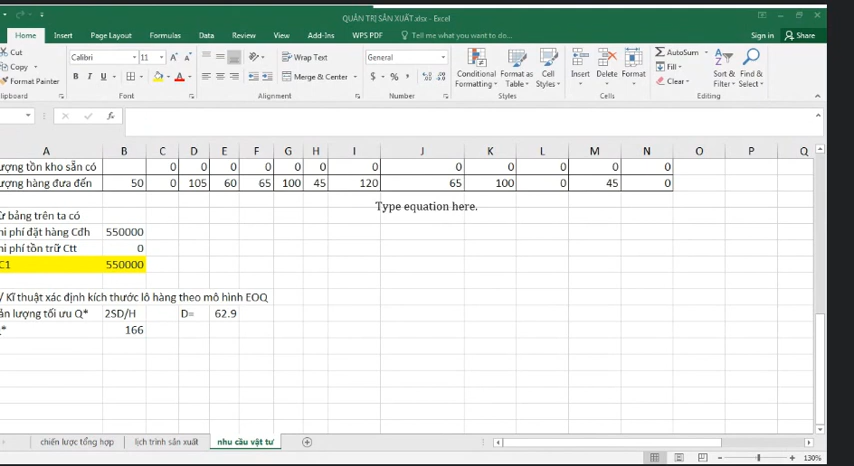 QUẢN TRỊ SẢN XUẤT.xlsx - Excel
Home Insert Page Layout Formulas Data Review View Add-Ins WPS PDF Tell me what you want to do... Sign in Share
Cut
Copy
Format Painter
Calibri 11 A A
B I U
Wrap Text
Merge & Center
General
$ % ,
Conditional Formatting
Format as Table
Cell Styles
Insert Delete Format
AutoSum
Fill
Clear
Sort & Filter
Find & Select
lipboard Font Alignment Number Styles Cells Editing
fx
A B C D E F G H I J K L M N O P Q
ượng tồn kho sẵn có 0 0 0 0 0 0 0 0 0 0 0 0
ượng hàng đưa đến 50 0 105 60 65 100 45 120 65 100 0 45 0
Type equation here.
ừ bảng trên ta có
hi phí đặt hàng Cđh 550000
hi phí tồn trữ Ctt 0
C1 550000
/ Kĩ thuật xác định kích thước lô hàng theo mô hình EOQ
ản lượng tối ưu Q* 2SD/H D= 62.9
* 166
chiến lược tổng hợp lịch trình sản xuất nhu cầu vật tư
130%